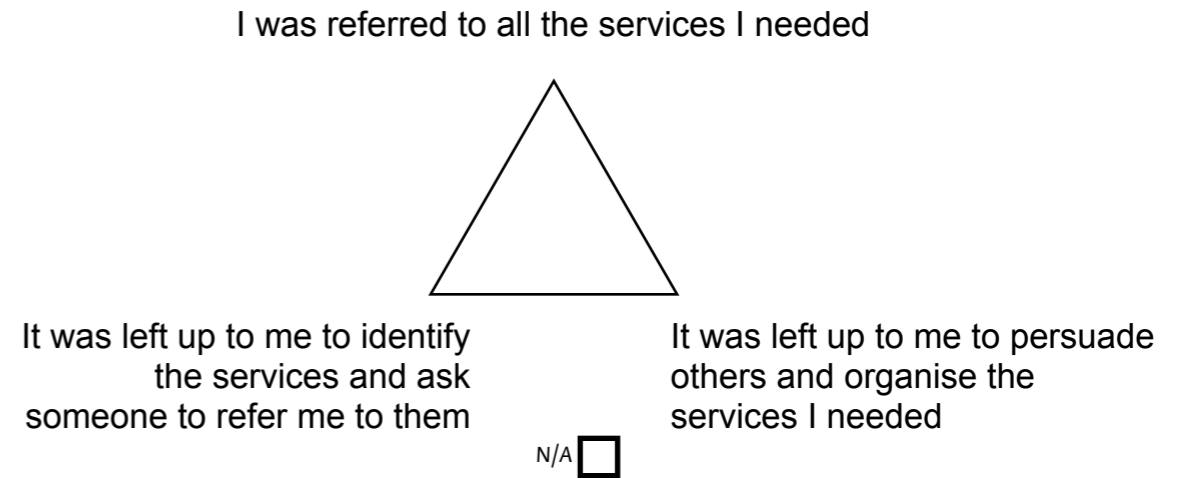 I was referred to all the services I needed
It was left up to me to identify
the services and ask
someone to refer me to them
It was left up to me to persuade
others and organise the
services I needed
N/A